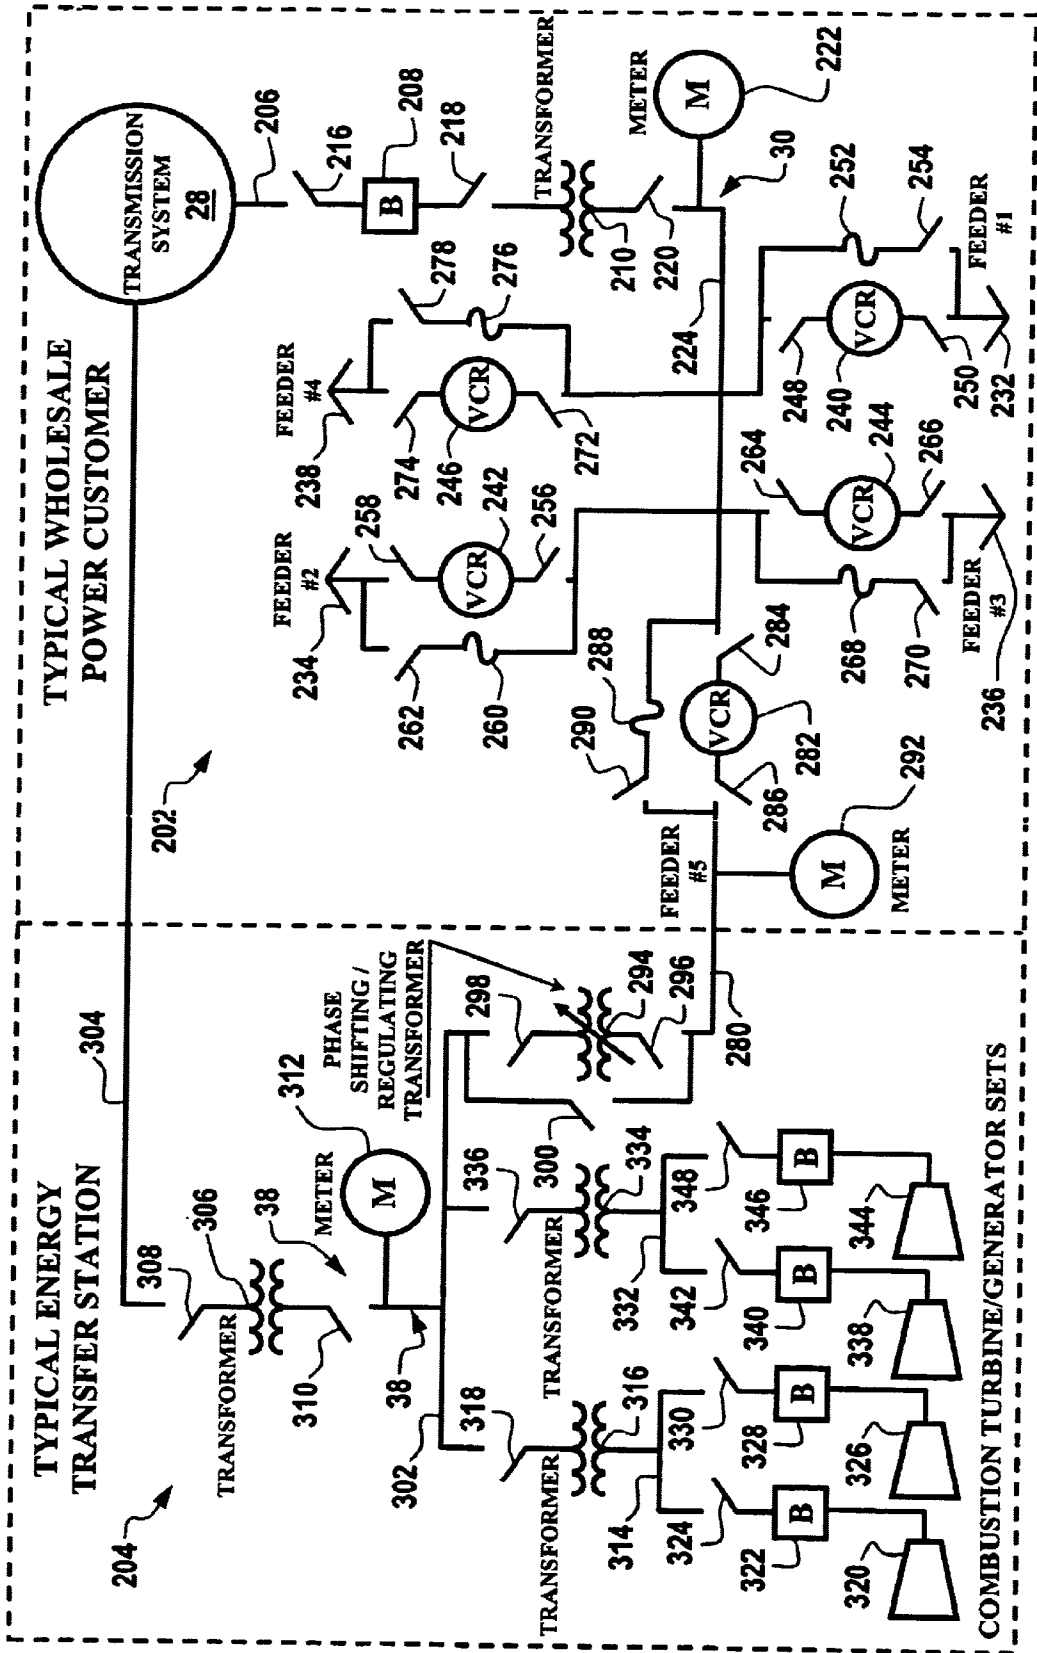 TYPICAL ENERGY
TRANSFER STATION
204
TRANSFORMER
308
306
310
38
304
METER
M
312
38
302
PHASE
SHIFTING /
REGULATING
TRANSFORMER
298
294
296
280
300
318
336
TRANSFORMER
316
TRANSFORMER
334
314
332
324
330
342
348
B
322
B
328
B
340
B
346
320
326
338
344
COMBUSTION TURBINE/GENERATOR SETS
TYPICAL WHOLESALE
POWER CUSTOMER
202
TRANSMISSION
SYSTEM
28
206
216
B
208
218
TRANSFORMER
210
220
METER
M
222
30
224
FEEDER
#4
238
278
276
274
VCR
246
272
FEEDER
#2
234
258
VCR
242
256
262
260
288
290
284
VCR
282
286
FEEDER
#5
M
292
METER
252
254
248
VCR
240
250
FEEDER
#1
232
264
VCR
244
266
268
270
FEEDER
#3
236